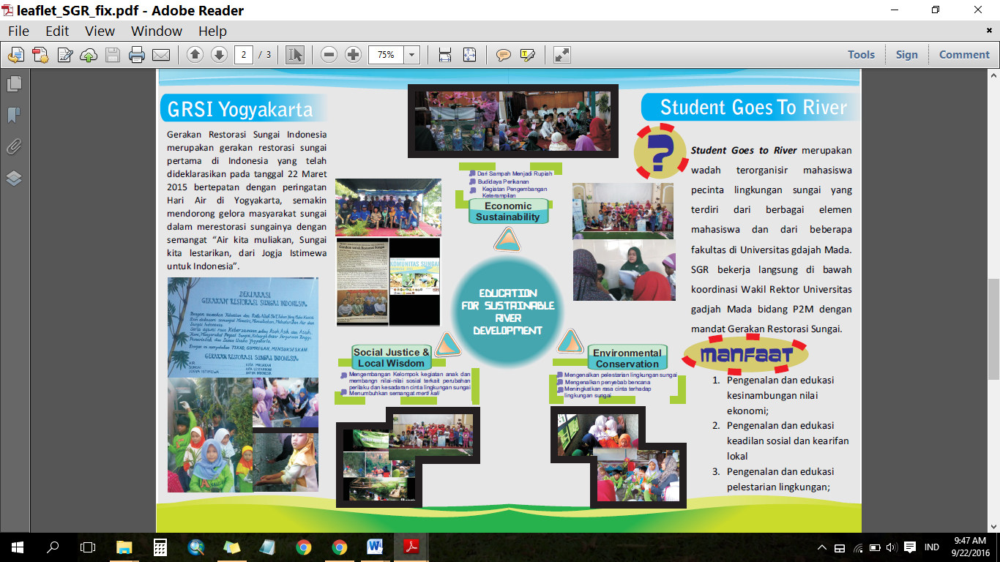 leaflet_SGR_fix.pdf - Adobe Reader
File Edit View Window Help
2 / 3
75%
Tools Sign Comment
GRSI Yogyakarta
Gerakan Restorasi Sungai Indonesia
merupakan gerakan restorasi sungai
pertama di Indonesia yang telah
dideklarasikan pada tanggal 22 Maret
2015 bertepatan dengan peringatan
Hari Air di Yogyakarta, semakin
mendorong gelora masyarakat sungai
dalam merestorasi sungainya dengan
semangat “Air kita muliakan, Sungai
kita lestarikan, dari Jogja Istimewa
untuk Indonesia”.
DEKLARASI
GERAKAN RESTORASI SUNGAI INDONESIA
GERAKAN RESTORASI SUNGAI INDONESIA
AIR KITA MULIAKAN
SUNGAI KITA LESTARIKAN
JOGYA ISTIMEWA UNTUK INDONESIA
Gerakan untuk Restorasi Sungai
KOMUNITAS SUNGAI
Dari Sampah Menjadi Rupiah
Budidaya Perikanan
Kegiatan Pengembangan
Keterampilan
Economic
Sustainability
EDUCATION
FOR SUSTAINABLE
RIVER
DEVELOPMENT
Social Justice &
Local Wisdom
Mengembangan Kelompok kegiatan anak dan
membangn nilai-nilai sosial terkait perubahan
perilaku dan kesadaran cinta lingkungan sungai
Menumbuhkan semangat merti kali
Environmental
Conservation
Mengenalkan pelestarian lingkungan sungai
Mengenalkan penyebab bencana
Meningkatkan rasa cinta terhadap
lingkungan sungai
Student Goes To River
?
Student Goes to River merupakan
wadah terorganisir mahasiswa
pecinta lingkungan sungai yang
terdiri dari berbagai elemen
mahasiswa dan dari beberapa
fakultas di Universitas gdajah Mada.
SGR bekerja langsung di bawah
koordinasi Wakil Rektor Universitas
gadjah Mada bidang P2M dengan
mandat Gerakan Restorasi Sungai.
manfaat
1. Pengenalan dan edukasi
kesinambungan nilai
ekonomi;
2. Pengenalan dan edukasi
keadilan sosial dan kearifan
lokal
3. Pengenalan dan edukasi
pelestarian lingkungan;
IND
9:47 AM
9/22/2016